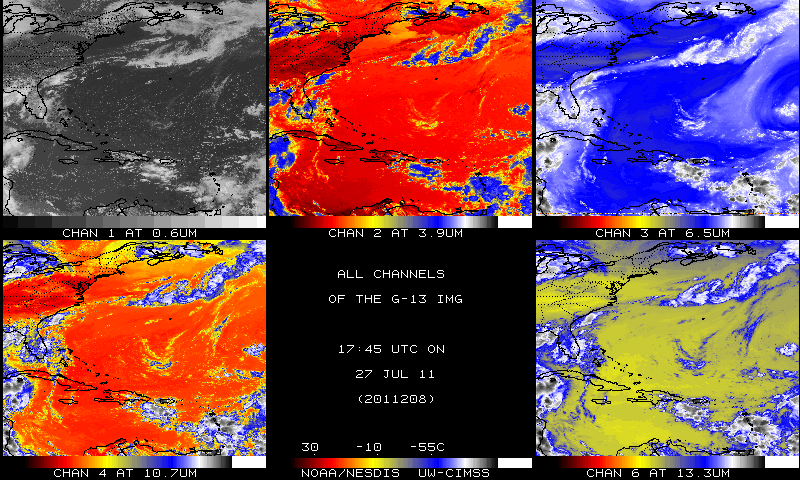 CHAN 1 AT 0.6UM
CHAN 2 AT 3.9UM
CHAN 3 AT 6.5UM
ALL CHANNELS
OF THE G-13 IMG
17:45 UTC ON
27 JUL 11
(2011208)
30 -10 -55C
CHAN 4 AT 10.7UM
NOAA/NESDIS UW-CIMSS
CHAN 6 AT 13.3UM